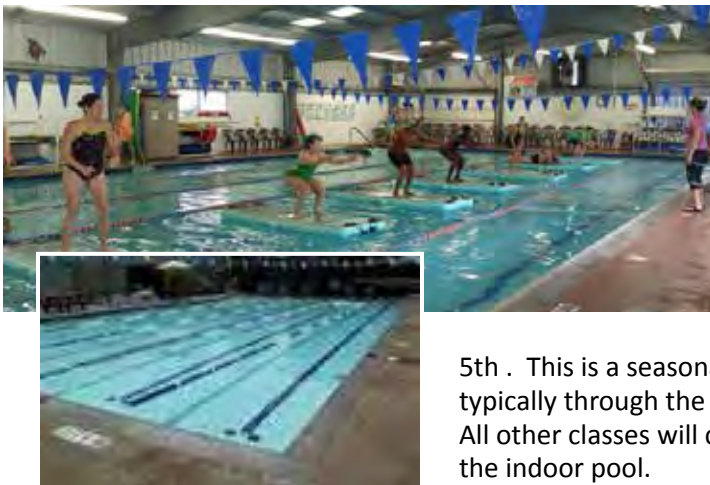 5th . This is a season
typically through the
All other classes will
the indoor pool.